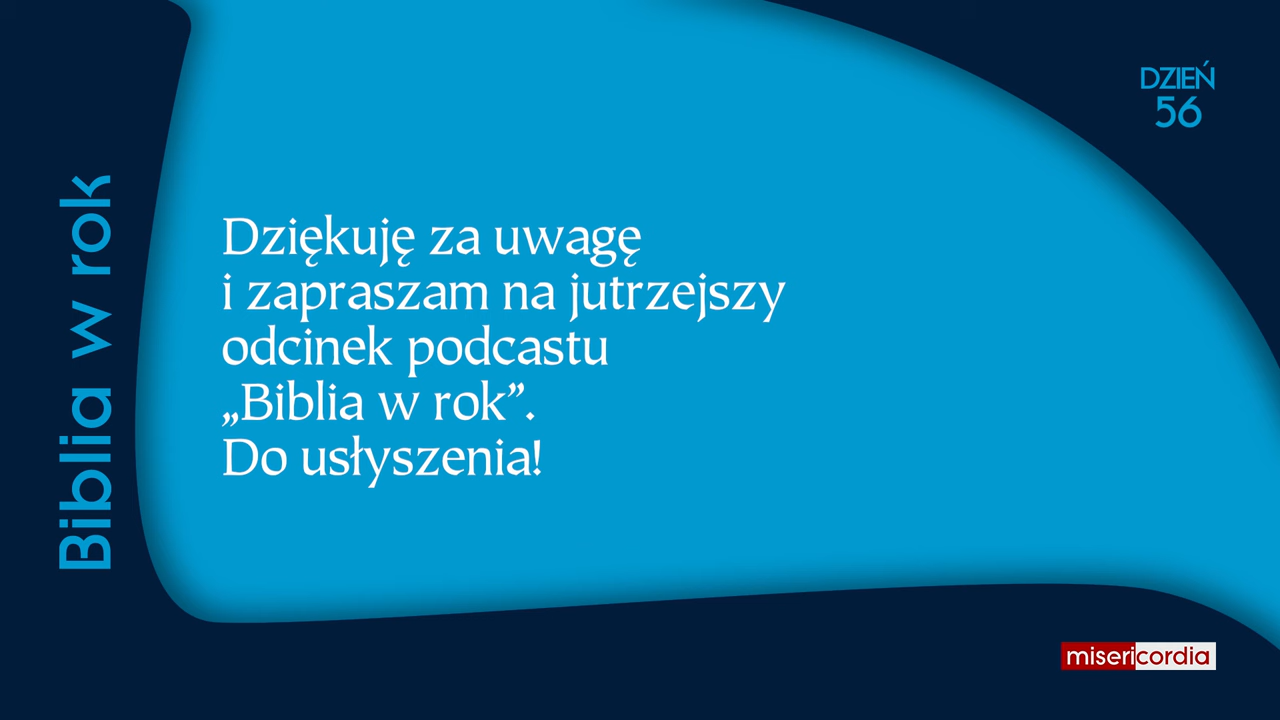 Biblia w rok
DZIEŃ
56
Dziękuję za uwagę
i zapraszam na jutrzejszy
odcinek podcastu
„Biblia w rok”.
Do usłyszenia!
misericordia